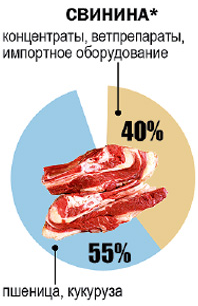 СВИНИНА*
концентраты, ветпрепараты,
импортное оборудование
40%
55%
пшеница, кукуруза